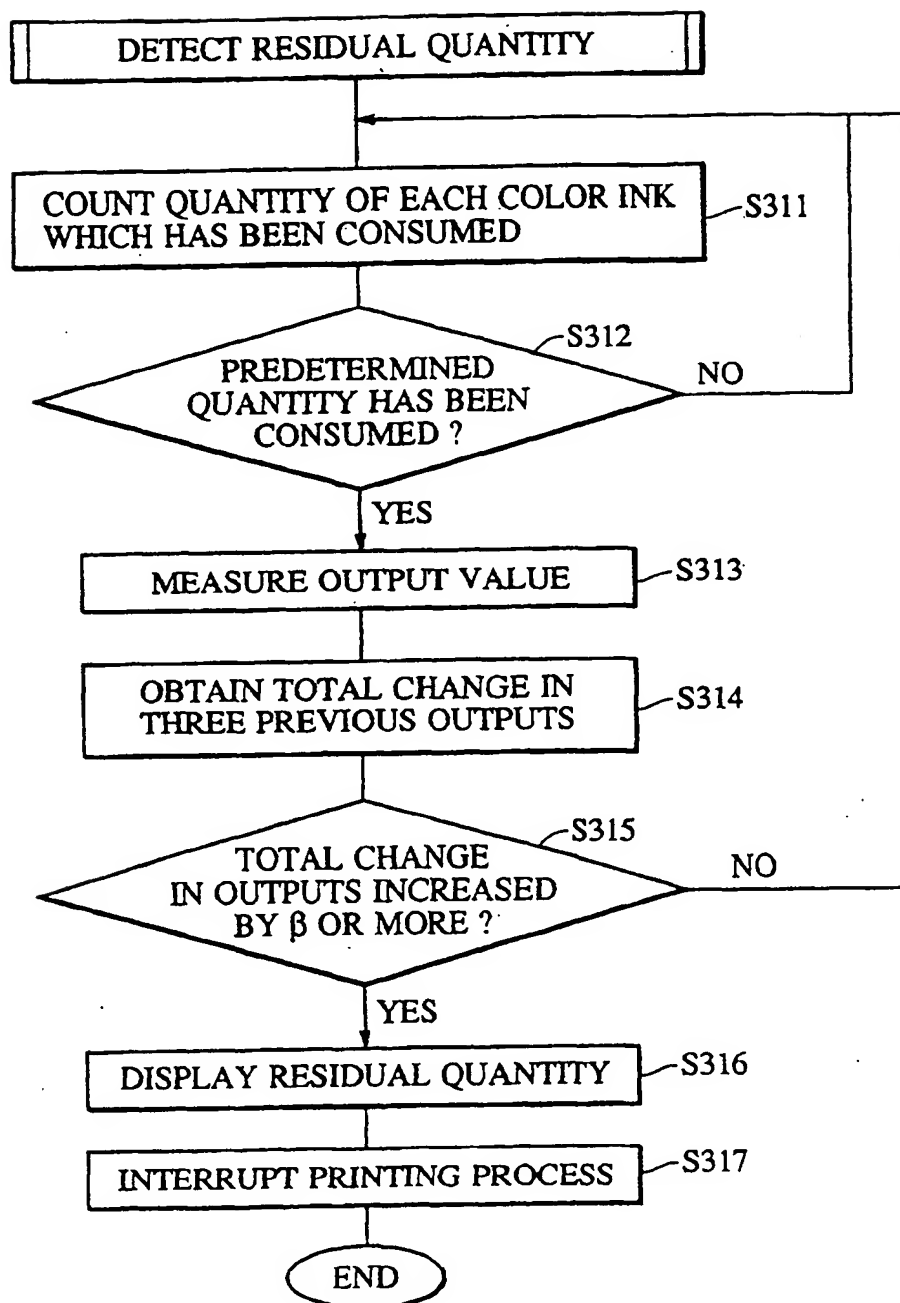 DETECT RESIDUAL QUANTITY
COUNT QUANTITY OF EACH COLOR INK
WHICH HAS BEEN CONSUMED
S311
S312
PREDETERMINED
QUANTITY HAS BEEN
CONSUMED ?
NO
YES
MEASURE OUTPUT VALUE
S313
OBTAIN TOTAL CHANGE IN
THREE PREVIOUS OUTPUTS
S314
S315
TOTAL CHANGE
IN OUTPUTS INCREASED
BY β OR MORE ?
NO
YES
DISPLAY RESIDUAL QUANTITY
S316
INTERRUPT PRINTING PROCESS
S317
END